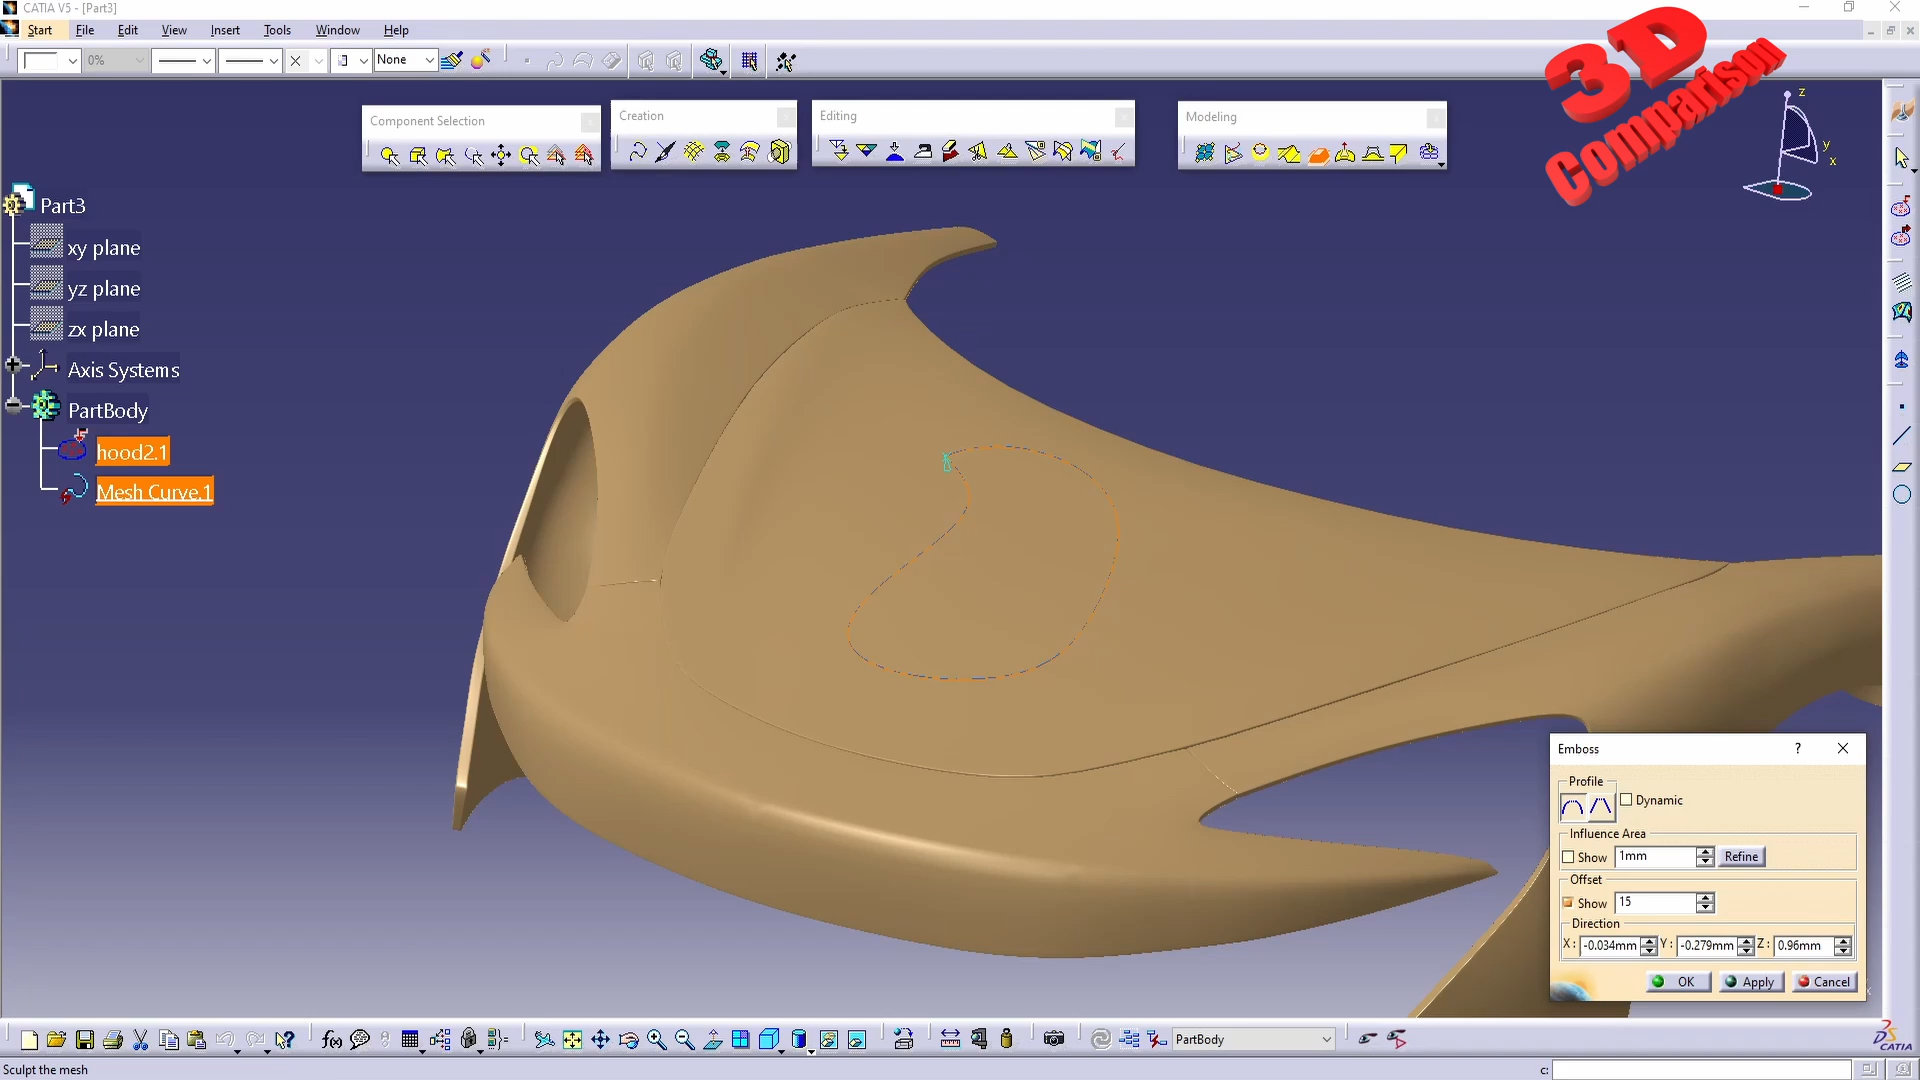 CATIA V5 - [Part3]
Start File Edit View Insert Tools Window Help
0% None
3D
Comparison
Component Selection
Creation
Editing
Modeling
z
y
x
Part3
xy plane
yz plane
zx plane
Axis Systems
PartBody
hood2.1
Mesh Curve.1
Emboss ?
Profile
Dynamic
Influence Area
Show 1mm Refine
Offset
Show 15
Direction
X: -0.034mm Y: -0.279mm Z: 0.96mm
OK Apply Cancel
f(x) PartBody
CATIA
Sculpt the mesh
c: